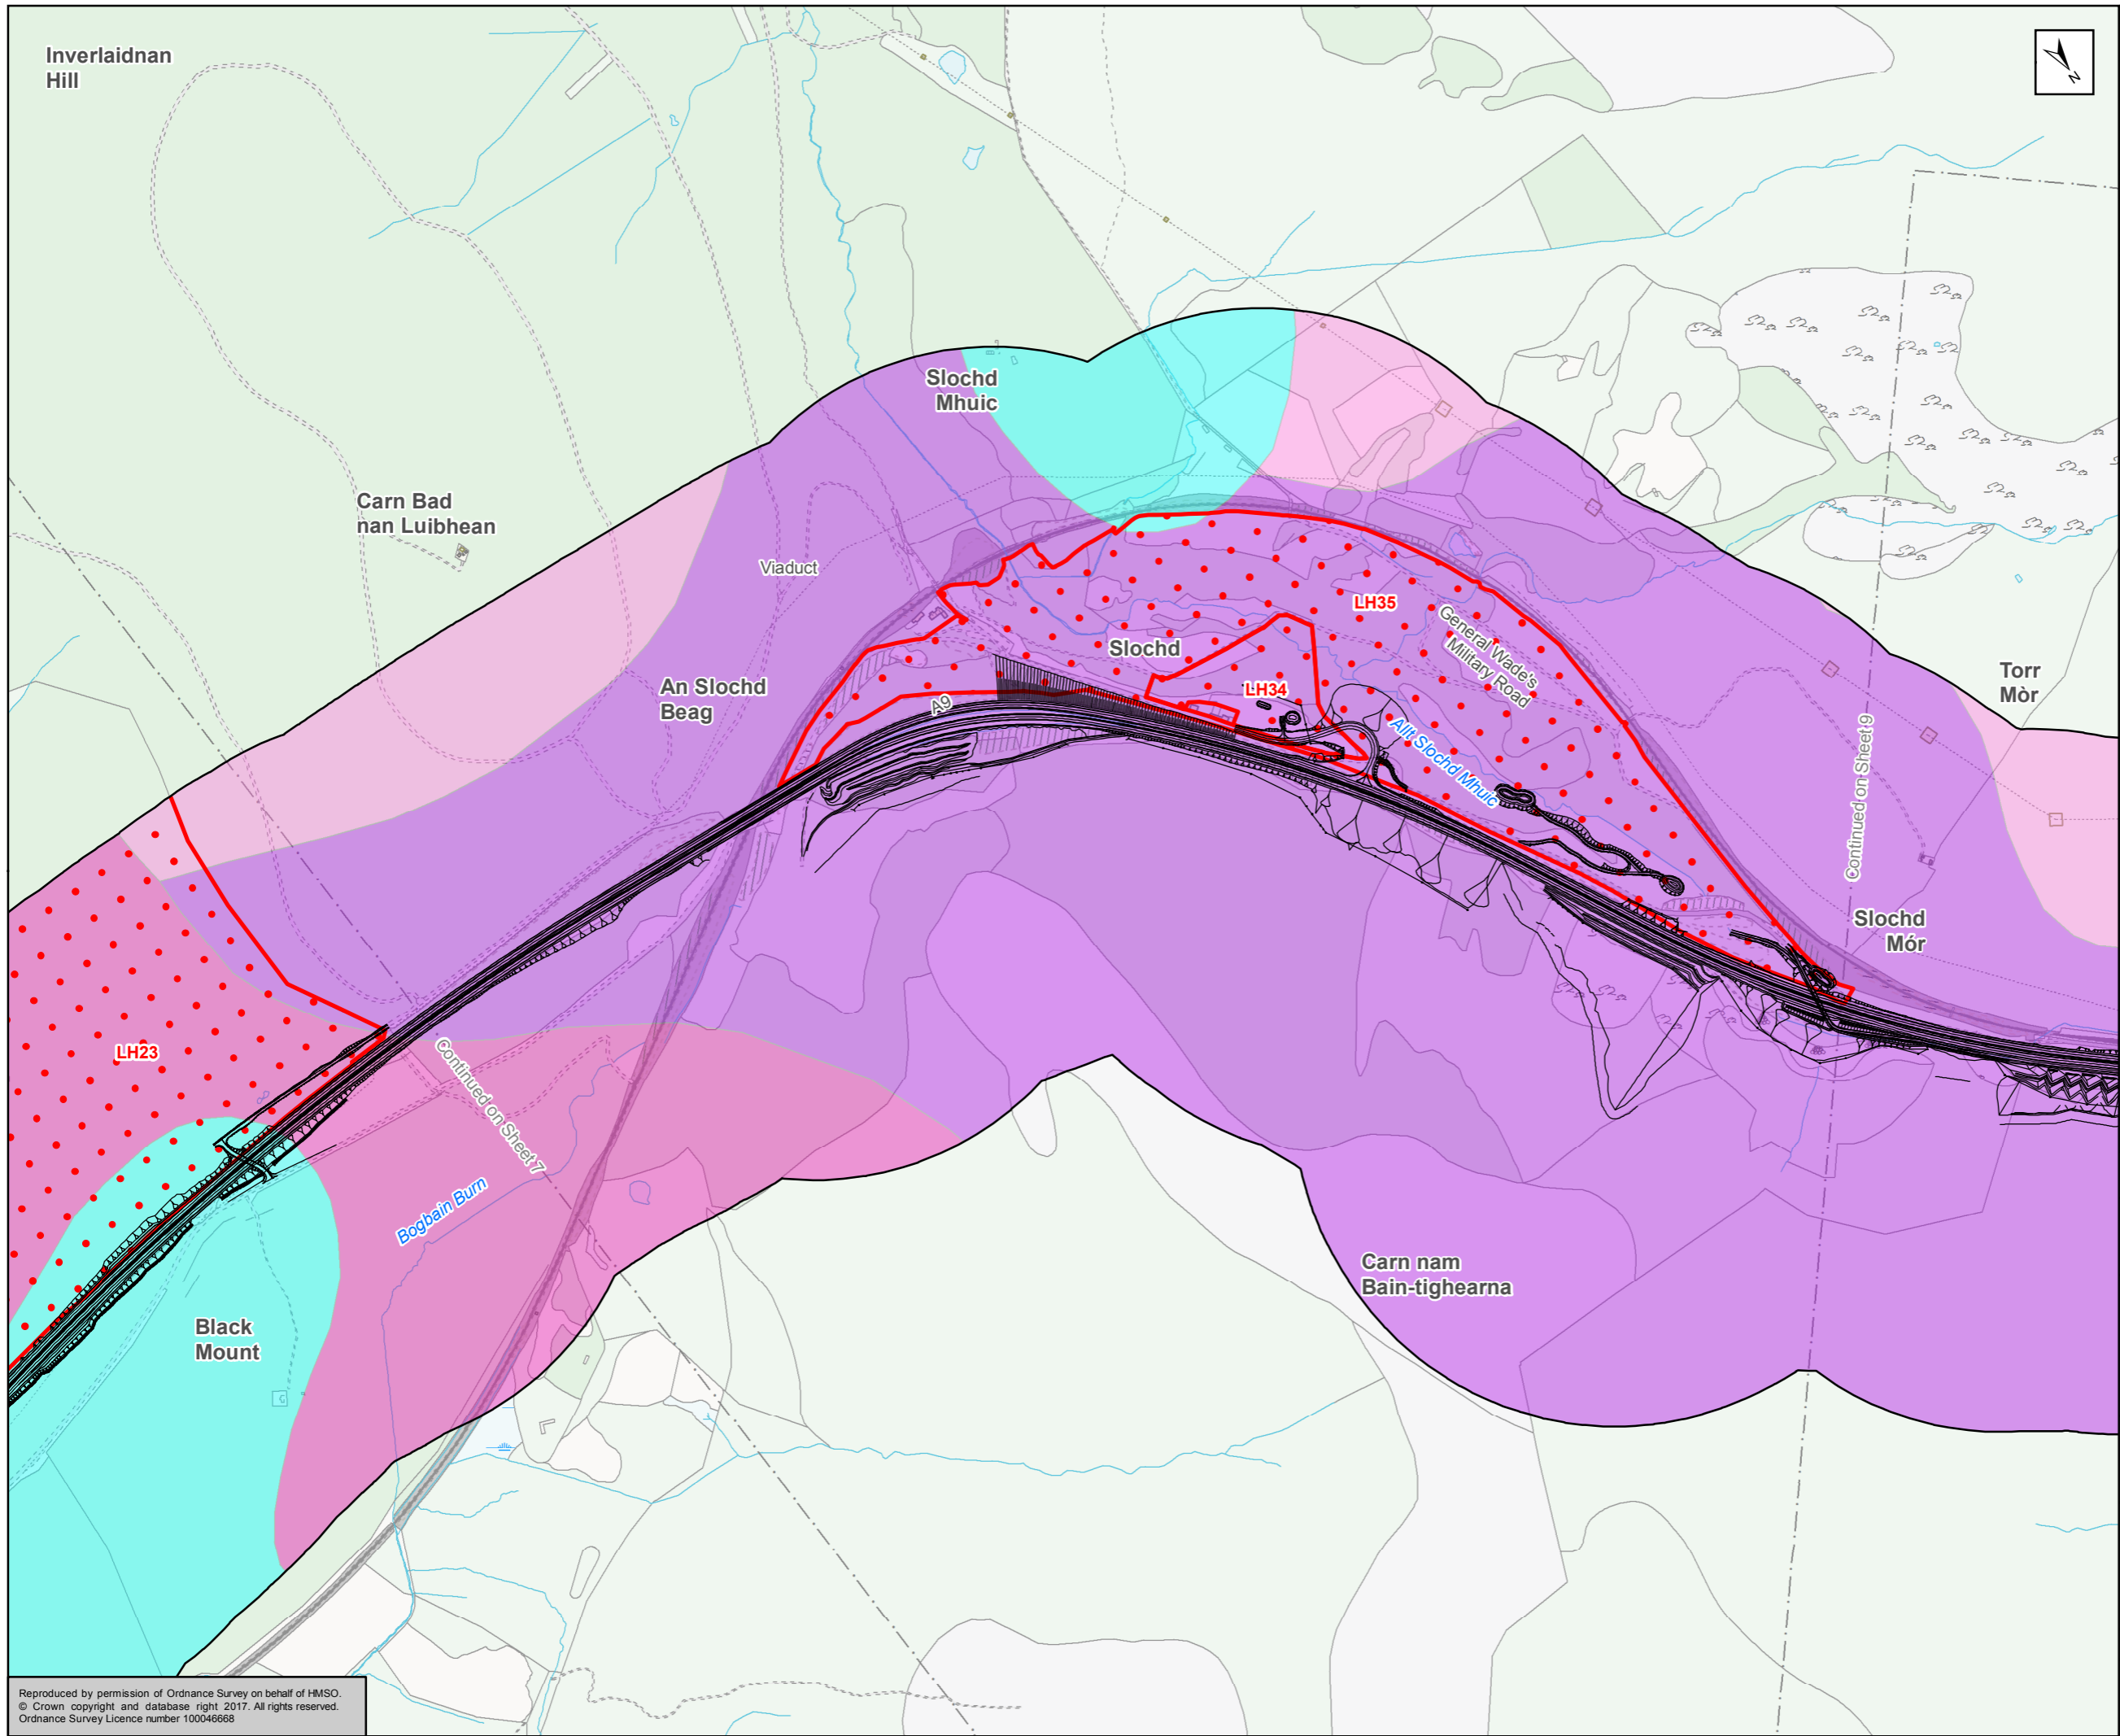 Inverlaidnan
Hill
N
Slochd
Mhuic
Carn Bad
nan Luibhean
Viaduct
LH35
General Wade's
Military Road
Slochd
An Slochd
Beag
LH34
A9
Torr
Mòr
Allt Slochd Mhuic
Continued on Sheet 9
Slochd
Mór
LH23
Continued on Sheet 7
Bogbain Burn
Carn nam
Bain-tighearna
Black
Mount
Reproduced by permission of Ordnance Survey on behalf of HMSO.
© Crown copyright and database right 2017. All rights reserved.
Ordnance Survey Licence number 100046668